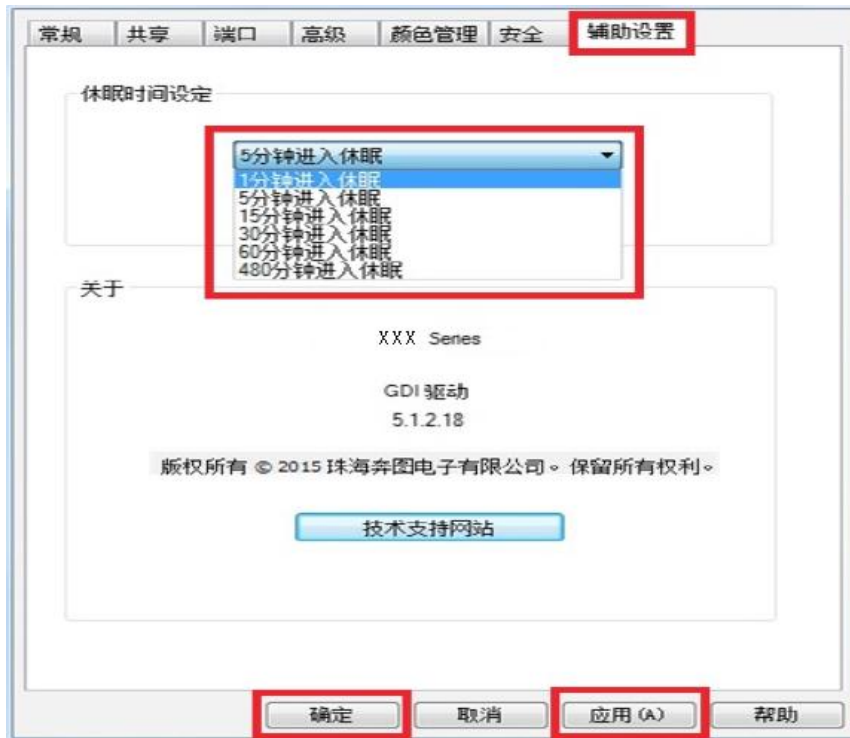 常规 共享 端口 高级 颜色管理 安全 辅助设置
休眠时间设定
5分钟进入休眠
1分钟进入休眠
5分钟进入休眠
15分钟进入休眠
30分钟进入休眠
60分钟进入休眠
480分钟进入休眠
关于
XXX Series
GDI 驱动
5.1.2.18
版权所有 © 2015 珠海奔图电子有限公司。保留所有权利。
技术支持网站
确定 取消 应用(A) 帮助